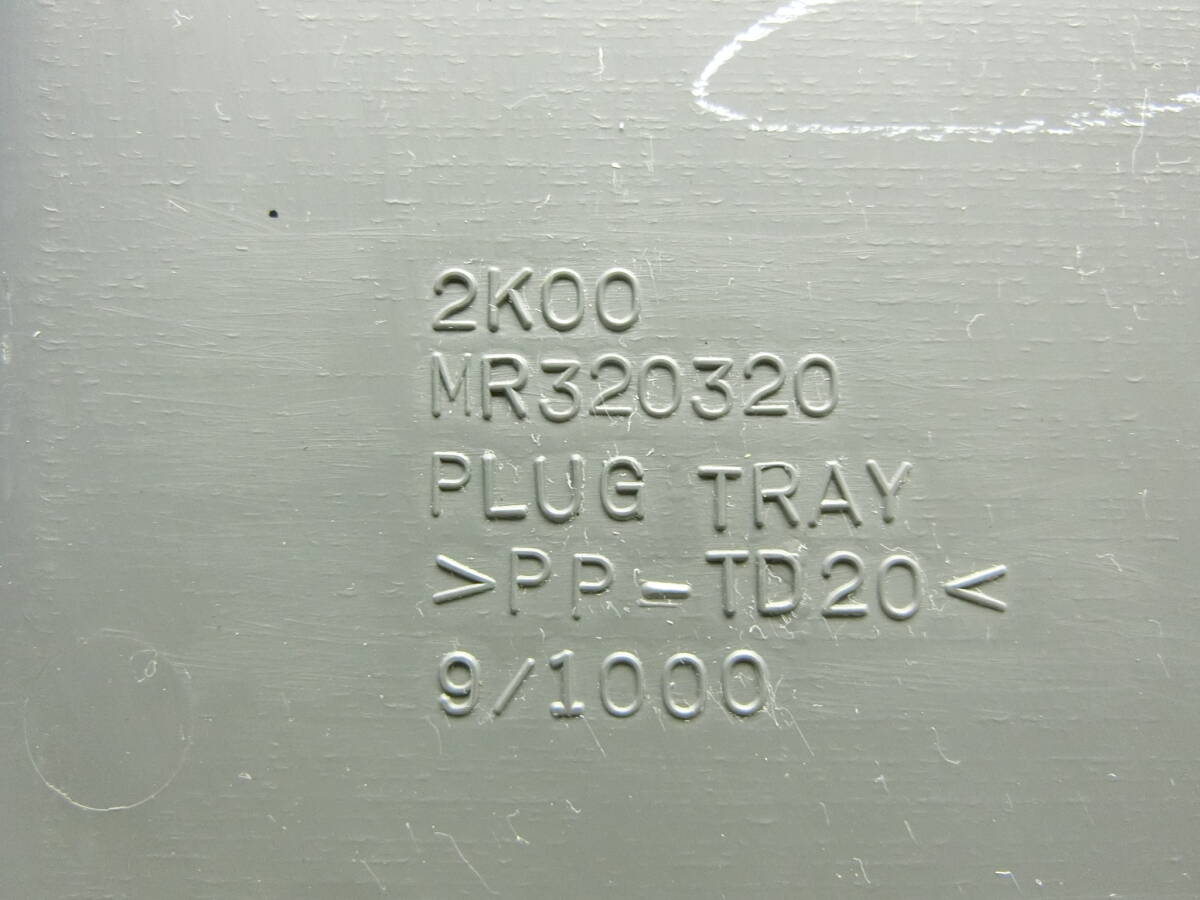 2K00
MR320320
PLUG TRAY
>PP-TD20<
9/1000